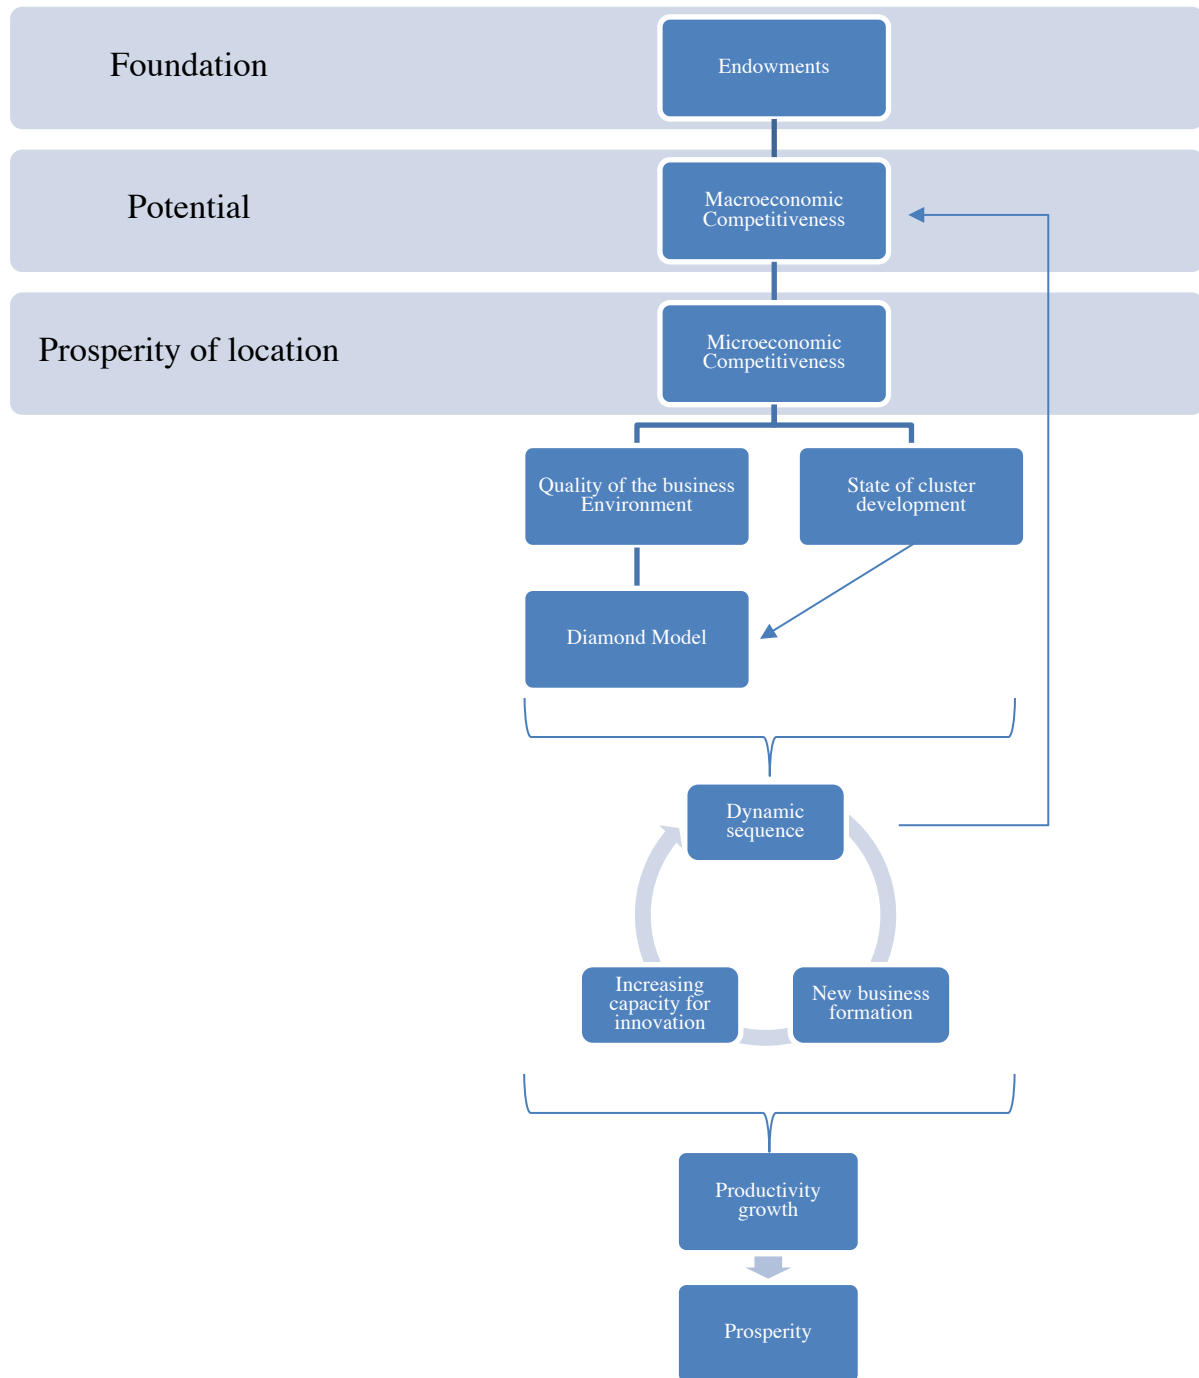 Foundation
Endowments
Potential
Macroeconomic
Competitiveness
Prosperity of location
Microeconomic
Competitiveness
Quality of the business
Environment
State of cluster
development
Diamond Model
Dynamic
sequence
Increasing
capacity for
innovation
New business
formation
Productivity
growth
Prosperity